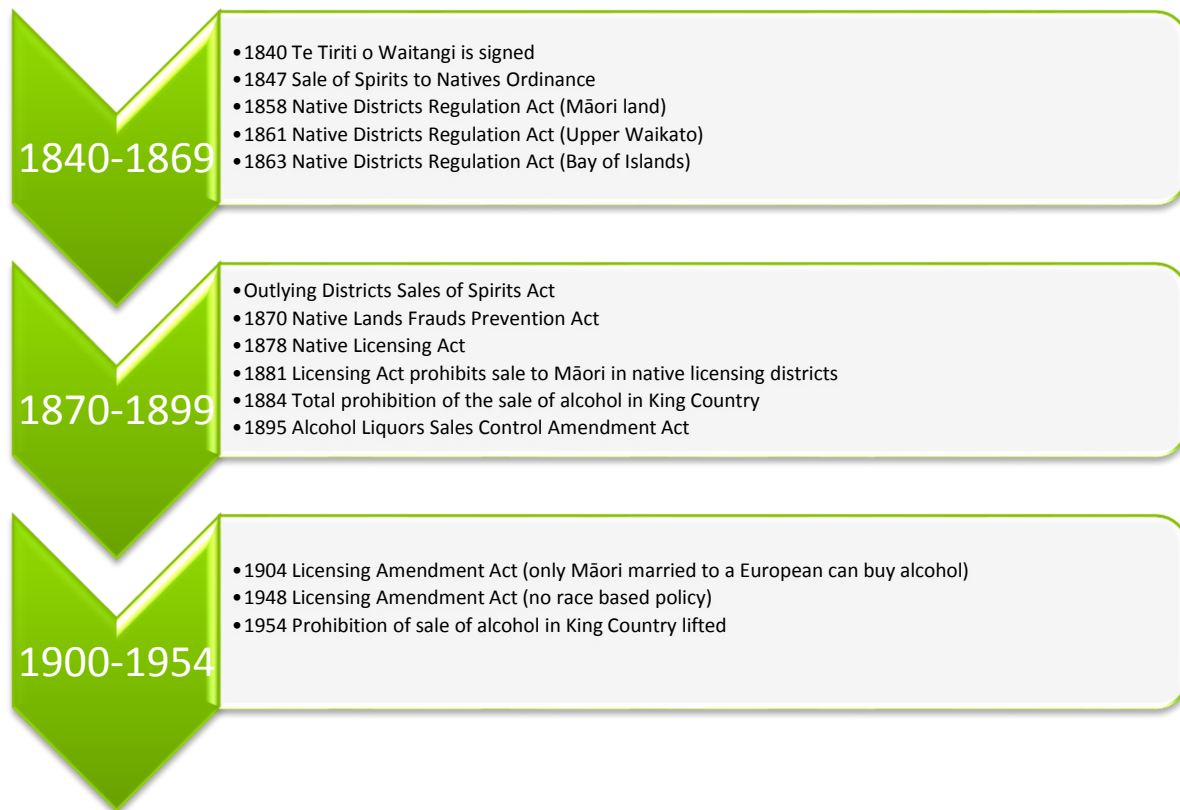 1840-1869
•1840 Te Tiriti o Waitangi is signed
•1847 Sale of Spirits to Natives Ordinance
•1858 Native Districts Regulation Act (Māori land)
•1861 Native Districts Regulation Act (Upper Waikato)
•1863 Native Districts Regulation Act (Bay of Islands)
1870-1899
•Outlying Districts Sales of Spirits Act
•1870 Native Lands Frauds Prevention Act
•1878 Native Licensing Act
•1881 Licensing Act prohibits sale to Māori in native licensing districts
•1884 Total prohibition of the sale of alcohol in King Country
•1895 Alcohol Liquors Sales Control Amendment Act
1900-1954
•1904 Licensing Amendment Act (only Māori married to a European can buy alcohol)
•1948 Licensing Amendment Act (no race based policy)
•1954 Prohibition of sale of alcohol in King Country lifted